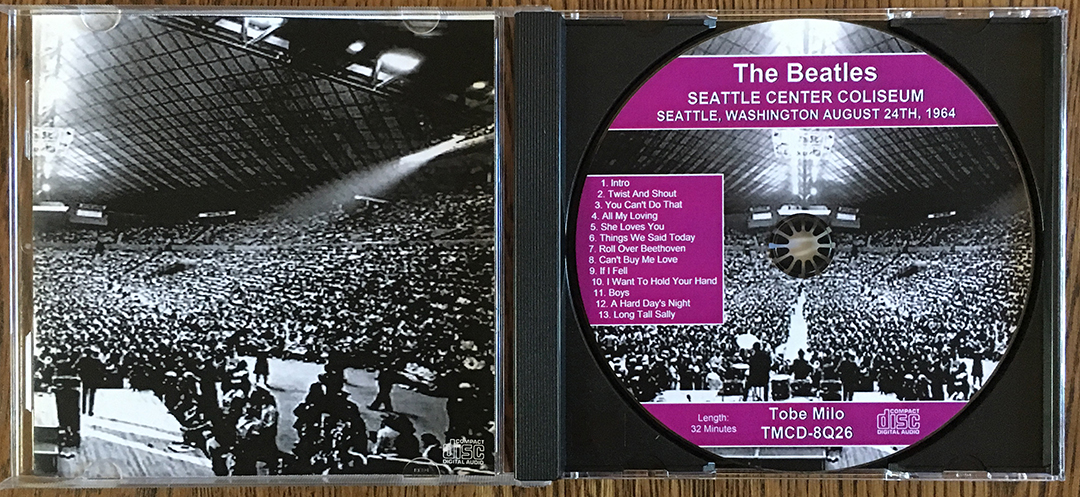 COMPACT
disc
DIGITAL AUDIO
The Beatles
SEATTLE CENTER COLISEUM
SEATTLE, WASHINGTON AUGUST 24TH, 1964
1. Intro
2. Twist And Shout
3. You Can't Do That
4. All My Loving
5. She Loves You
6. Things We Said Today
7. Roll Over Beethoven
8. Can't Buy Me Love
9. If I Fell
10. I Want To Hold Your Hand
11. Boys
12. A Hard Day's Night
13. Long Tall Sally
Length:
32 Minutes
Tobe Milo
TMCD-8Q26
COMPACT
disc
DIGITAL AUDIO